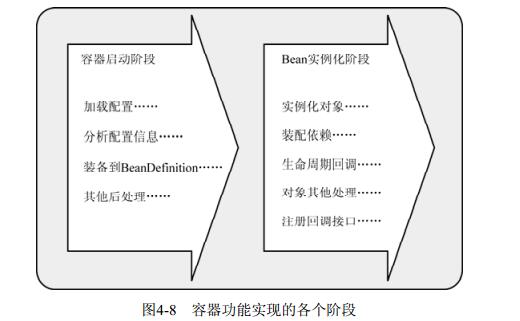 容器启动阶段
加载配置……
分析配置信息……
装备到BeanDefinition……
其他后处理……
Bean实例化阶段
实例化对象……
装配依赖……
生命周期回调……
对象其他处理……
注册回调接口……
图4-8 容器功能实现的各个阶段